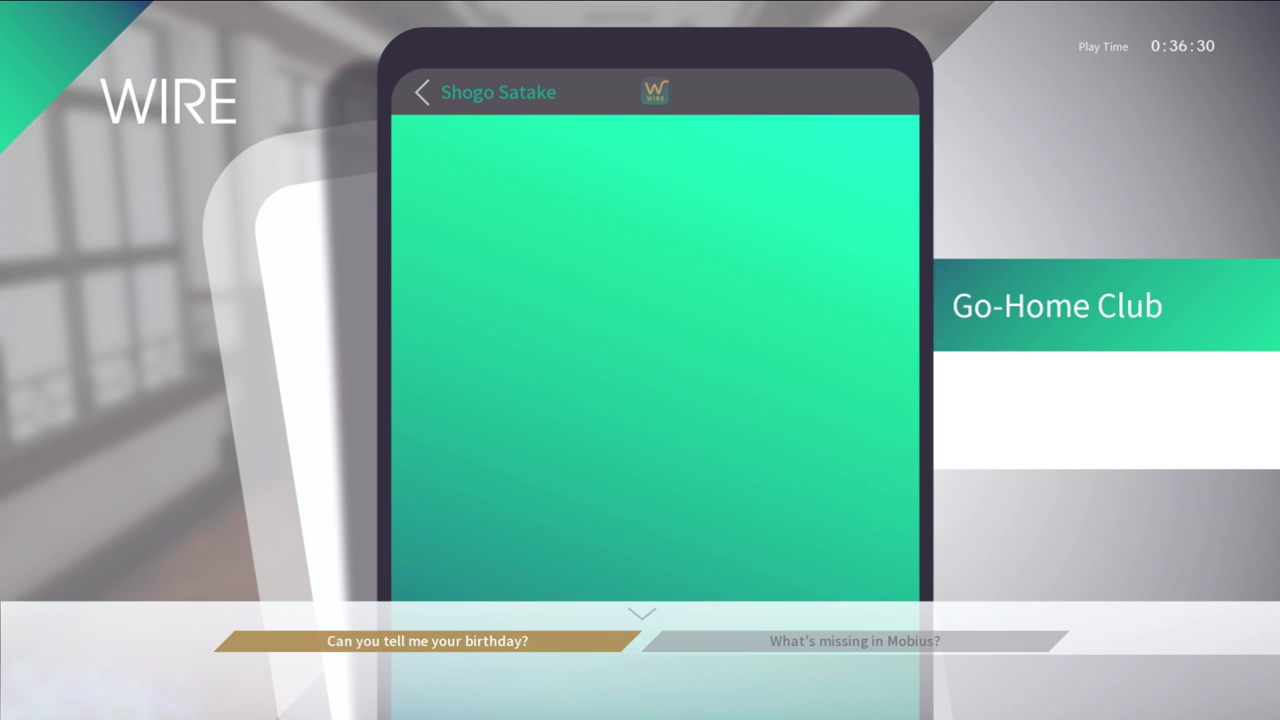 WIRE
Shogo Satake
W
WIRE
Play Time 0:36:30
Go-Home Club
Can you tell me your birthday?
What's missing in Mobius?